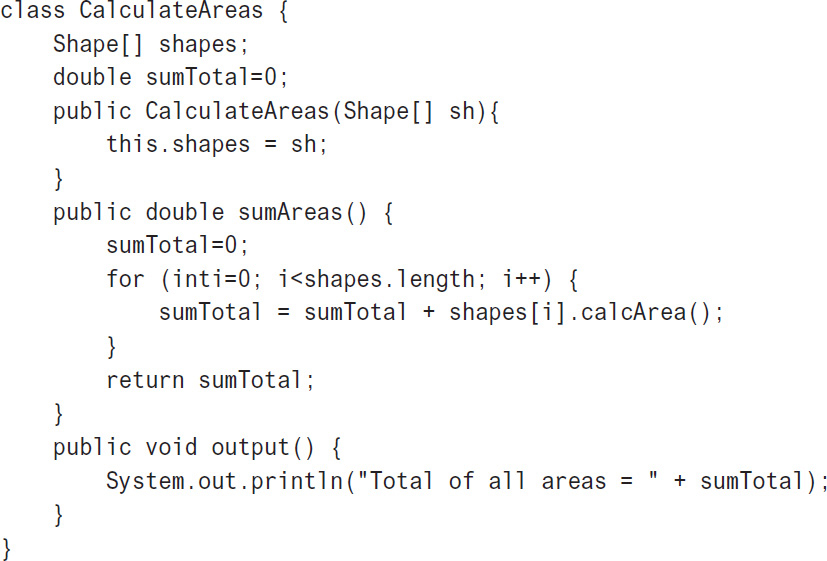 class CalculateAreas {
    Shape[] shapes;
    double sumTotal=0;
    public CalculateAreas(Shape[] sh){
        this.shapes = sh;
    }
    public double sumAreas() {
        sumTotal=0;
        for (inti=0; i<shapes.length; i++) {
            sumTotal = sumTotal + shapes[i].calcArea();
        }
        return sumTotal;
    }
    public void output() {
        System.out.println("Total of all areas = " + sumTotal);
    }
}